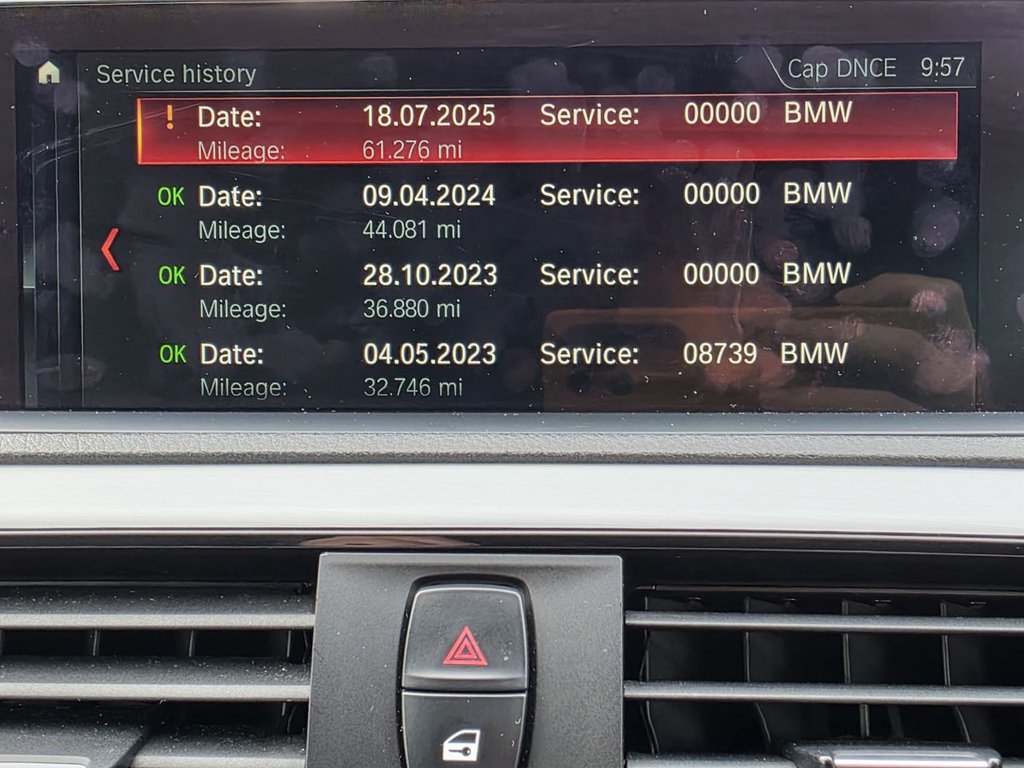 Service history Cap DNCE 9:57
! Date: 18.07.2025 Service: 00000 BMW
Mileage: 61.276 mi
OK Date: 09.04.2024 Service: 00000 BMW
Mileage: 44.081 mi
OK Date: 28.10.2023 Service: 00000 BMW
Mileage: 36.880 mi
OK Date: 04.05.2023 Service: 08739 BMW
Mileage: 32.746 mi